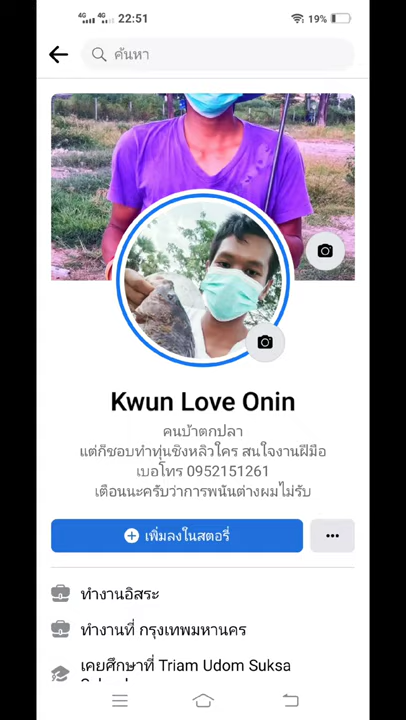 4G 4G 22:51 19%
ค้นหา
Kwun Love Onin
คนบ้าตกปลา
แต่ก็ชอบทำทุ่นชิงหลิวใคร สนใจงานฝีมือ
เบอโทร 0952151261
เตือนนะครับว่าการพนันต่างผมไม่รับ
เพิ่มลงในสตอรี่
ทำงานอิสระ
ทำงานที่ กรุงเทพมหานคร
เคยศึกษาที่ Triam Udom Suksa